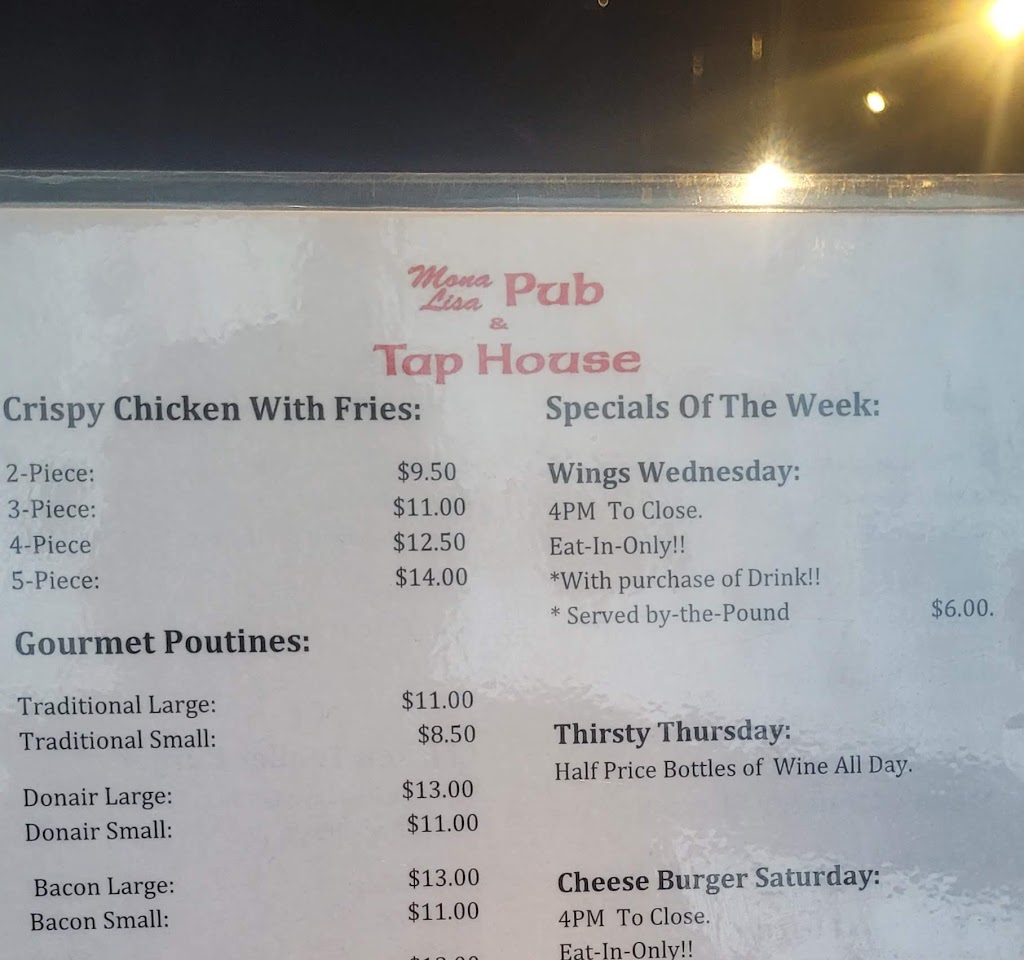 Mona Lisa Pub
&
Tap House
Crispy Chicken With Fries:
2-Piece: $9.50
3-Piece: $11.00
4-Piece $12.50
5-Piece: $14.00
Gourmet Poutines:
Traditional Large: $11.00
Traditional Small: $8.50
Donair Large: $13.00
Donair Small: $11.00
Bacon Large: $13.00
Bacon Small: $11.00
Specials Of The Week:
Wings Wednesday:
4PM To Close.
Eat-In-Only!!
*With purchase of Drink!!
* Served by-the-Pound $6.00.
Thirsty Thursday:
Half Price Bottles of Wine All Day.
Cheese Burger Saturday:
4PM To Close.
Eat-In-Only!!